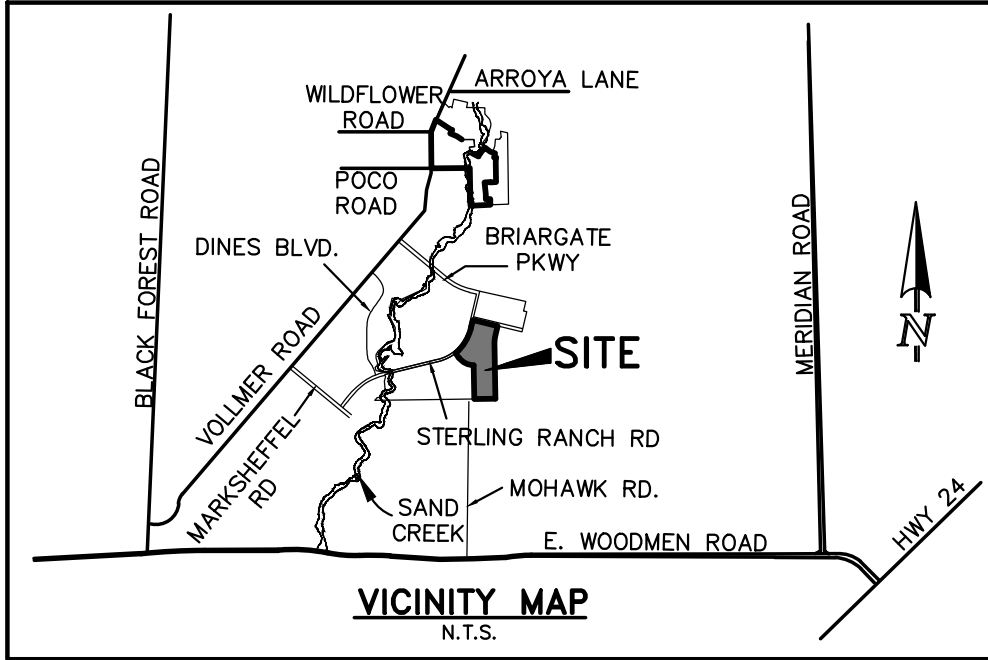 ARROYA LANE
WILDFLOWER
ROAD
POCO
ROAD
BLACK FOREST ROAD
DINES BLVD.
BRIARGATE
PKWY
MERIDIAN ROAD
N
VOLLMER ROAD
SITE
MARKSHEFFEL
RD
STERLING RANCH RD
SAND
CREEK
MOHAWK RD.
E. WOODMEN ROAD
HWY 24
VICINITY MAP
N.T.S.